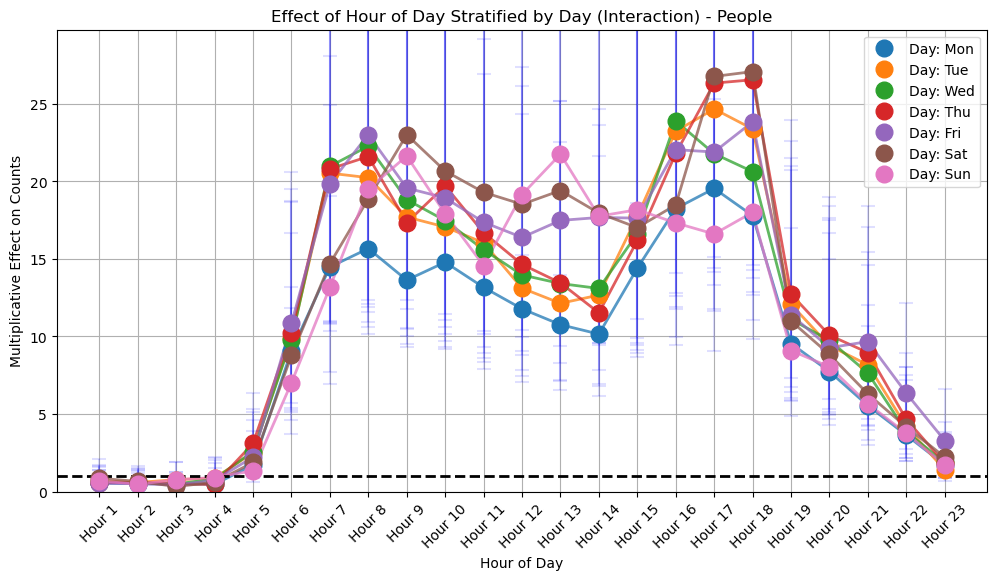 Effect of Hour of Day Stratified by Day (Interaction) - People
Multiplicative Effect on Counts
25
20
15
10
5
0
Day: Mon
Day: Tue
Day: Wed
Day: Thu
Day: Fri
Day: Sat
Day: Sun
Hour 1
Hour 2
Hour 3
Hour 4
Hour 5
Hour 6
Hour 7
Hour 8
Hour 9
Hour 10
Hour 11
Hour 12
Hour 13
Hour 14
Hour 15
Hour 16
Hour 17
Hour 18
Hour 19
Hour 20
Hour 21
Hour 22
Hour 23
Hour of Day